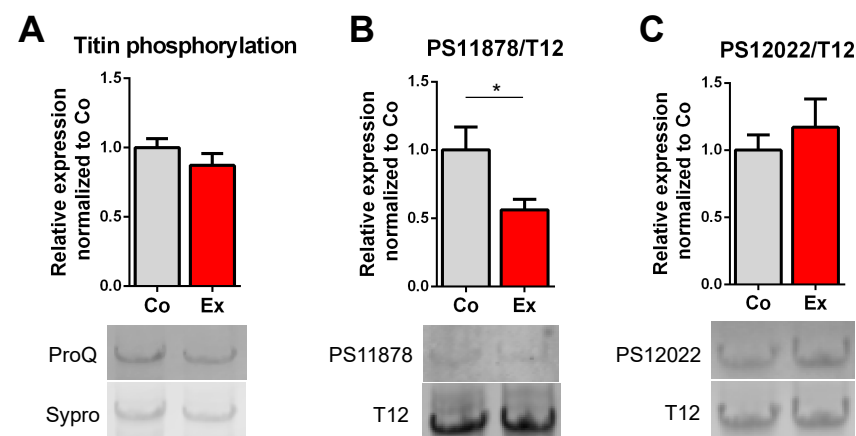 A
Titin phosphorylation
Relative expression
normalized to Co
1.5
1.0
0.5
0.0
Co Ex
ProQ
Sypro
B
PS11878/T12
Relative expression
normalized to Co
1.5
1.0
0.5
0.0
*
Co Ex
PS11878
T12
C
PS12022/T12
Relative expression
normalized to Co
1.5
1.0
0.5
0.0
Co Ex
PS12022
T12